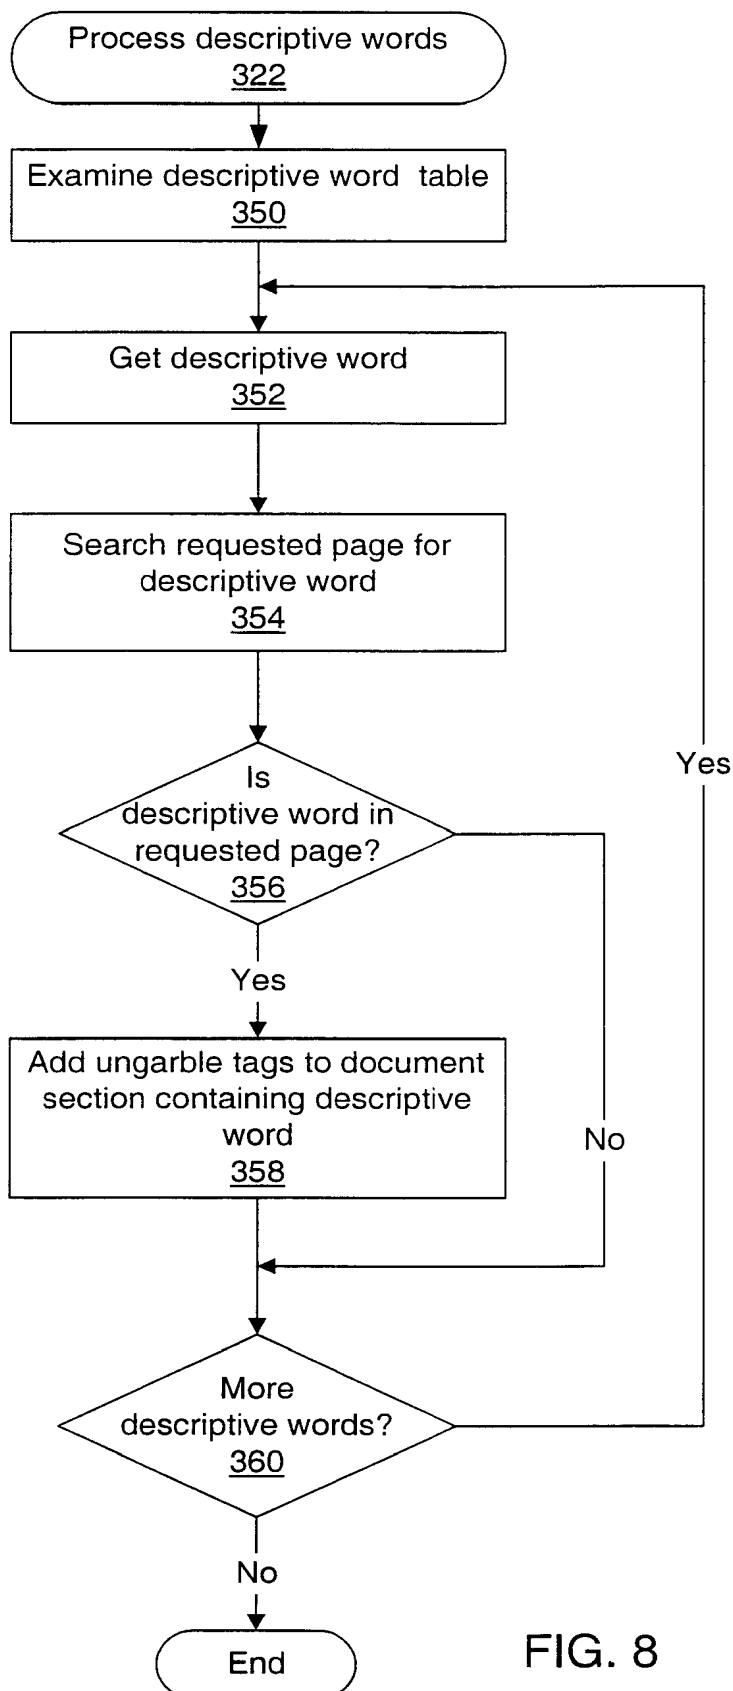 Process descriptive words
322
Examine descriptive word table
350
Get descriptive word
352
Search requested page for
descriptive word
354
Is
descriptive word in
requested page?
356
Yes
Yes
Add ungarble tags to document
section containing descriptive
word
358
No
More
descriptive words?
360
No
End
FIG. 8